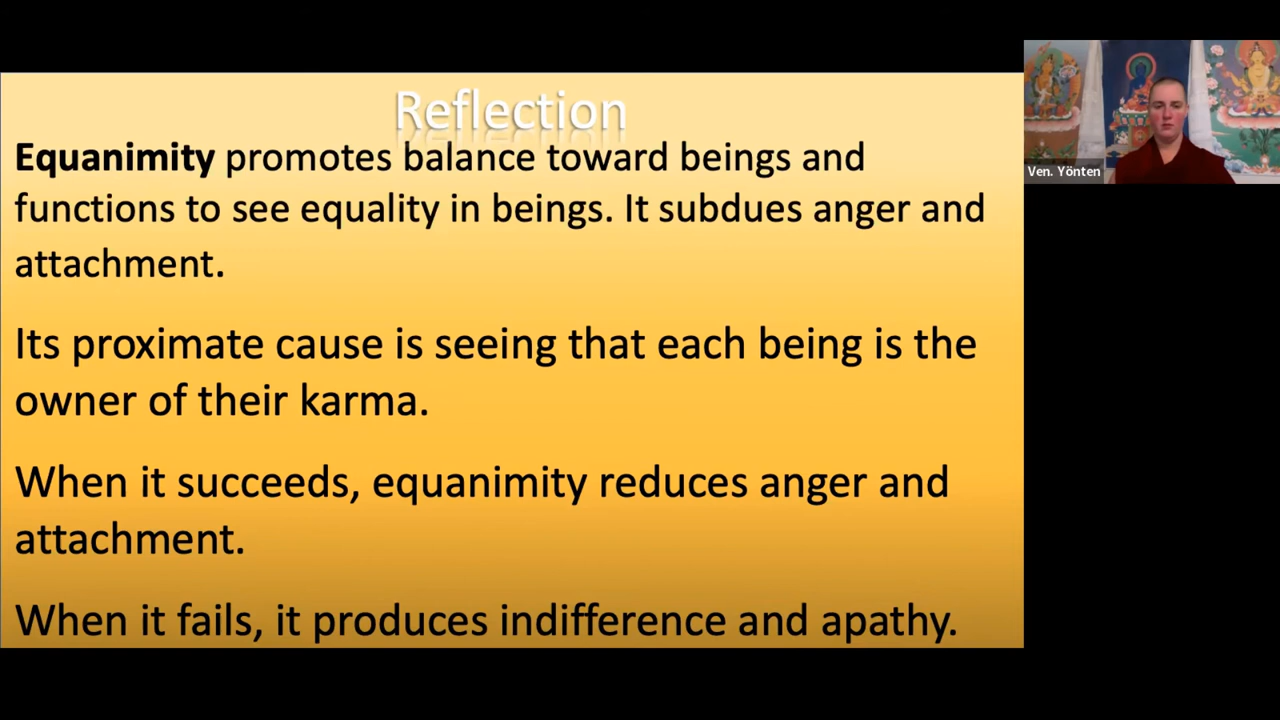 Reflection
Equanimity promotes balance toward beings and
functions to see equality in beings. It subdues anger and
attachment.
Its proximate cause is seeing that each being is the
owner of their karma.
When it succeeds, equanimity reduces anger and
attachment.
When it fails, it produces indifference and apathy.
Ven. Yönten